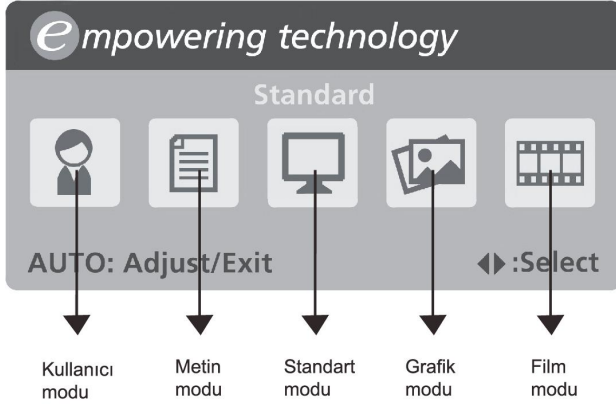 empowering technology
Standard
AUTO: Adjust/Exit
:Select
Kullanıcı modu
Metin modu
Standart modu
Grafik modu
Film modu